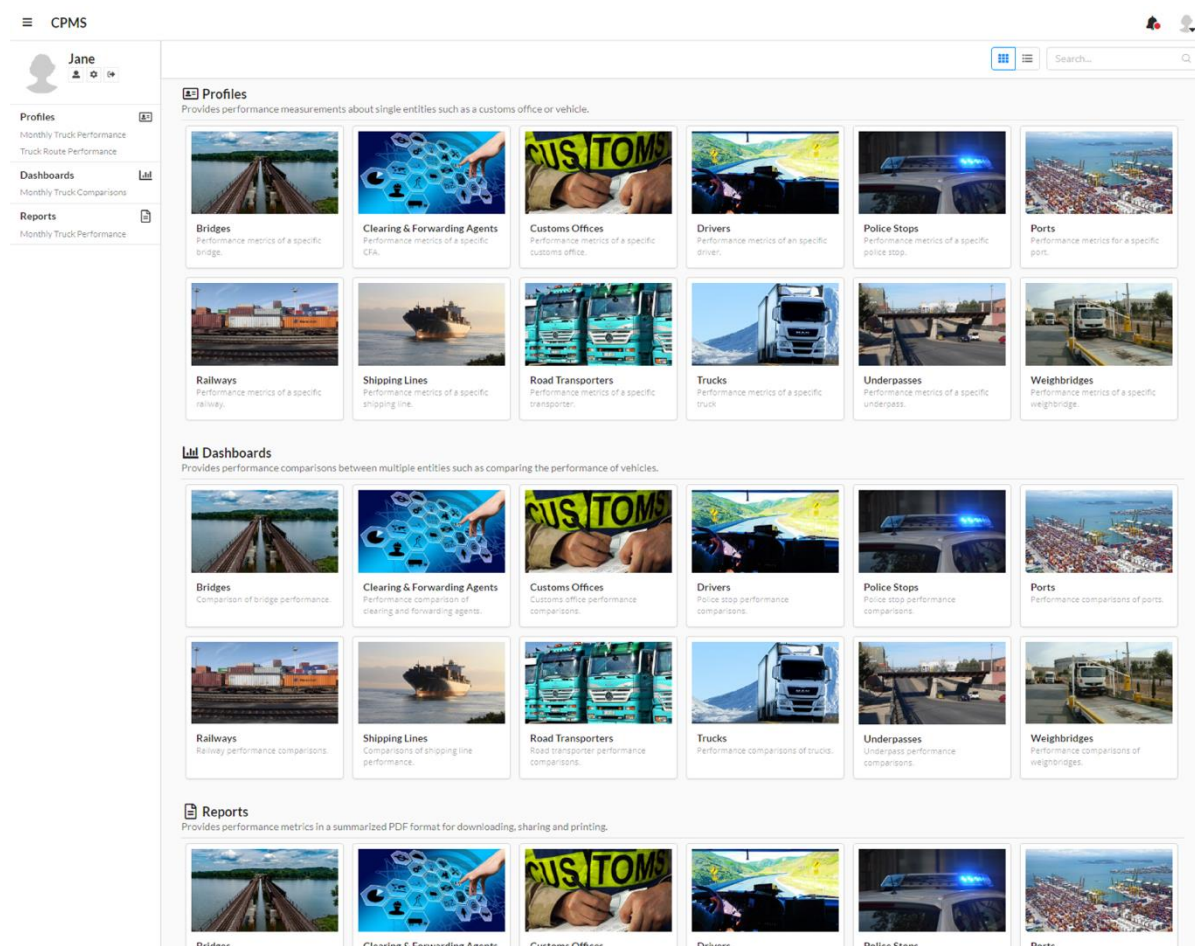 CPMS
Jane
Search...
Profiles
Monthly Truck Performance
Truck Route Performance
Dashboards
Monthly Truck Comparisons
Reports
Monthly Truck Performance
Profiles
Provides performance measurements about single entities such as a customs office or vehicle.
CUSTOMS
Bridges
Performance metrics of a specific
bridge.
Clearing & Forwarding Agents
Performance metrics of a specific
CFA.
Customs Offices
Performance metrics of a specific
customs office.
Drivers
Performance metrics of an specific
driver.
Police Stops
Performance metrics of a specific
police stop.
Ports
Performance metrics for a specific
port.
Railways
Performance metrics of a specific
railway.
Shipping Lines
Performance metrics of a specific
shipping line.
Road Transporters
Performance metrics of a specific
transporter.
Trucks
Performance metrics of a specific
truck
Underpasses
Performance metrics of a specific
underpass.
Weighbridges
Performance metrics of a specific
weighbridge.
Dashboards
Provides performance comparisons between multiple entities such as comparing the performance of vehicles.
CUSTOMS
Bridges
Comparison of bridge performance.
Clearing & Forwarding Agents
Performance comparison of
clearing and forwarding agents.
Customs Offices
Customs office performance
comparisons.
Drivers
Police stop performance
comparisons.
Police Stops
Police stop performance
comparisons.
Ports
Performance comparisons of ports.
Railways
Railway performance comparisons.
Shipping Lines
Comparisons of shipping line
performance.
Road Transporters
Road transporter performance
comparisons.
Trucks
Performance comparisons of trucks.
Underpasses
Underpass performance
comparisons.
Weighbridges
Performance comparisons of
weighbridges.
Reports
Provides performance metrics in a summarized PDF format for downloading, sharing and printing.
CUSTOMS
Bridges
Clearing & Forwarding Agents
Customs Offices
Drivers
Police Stops
Ports